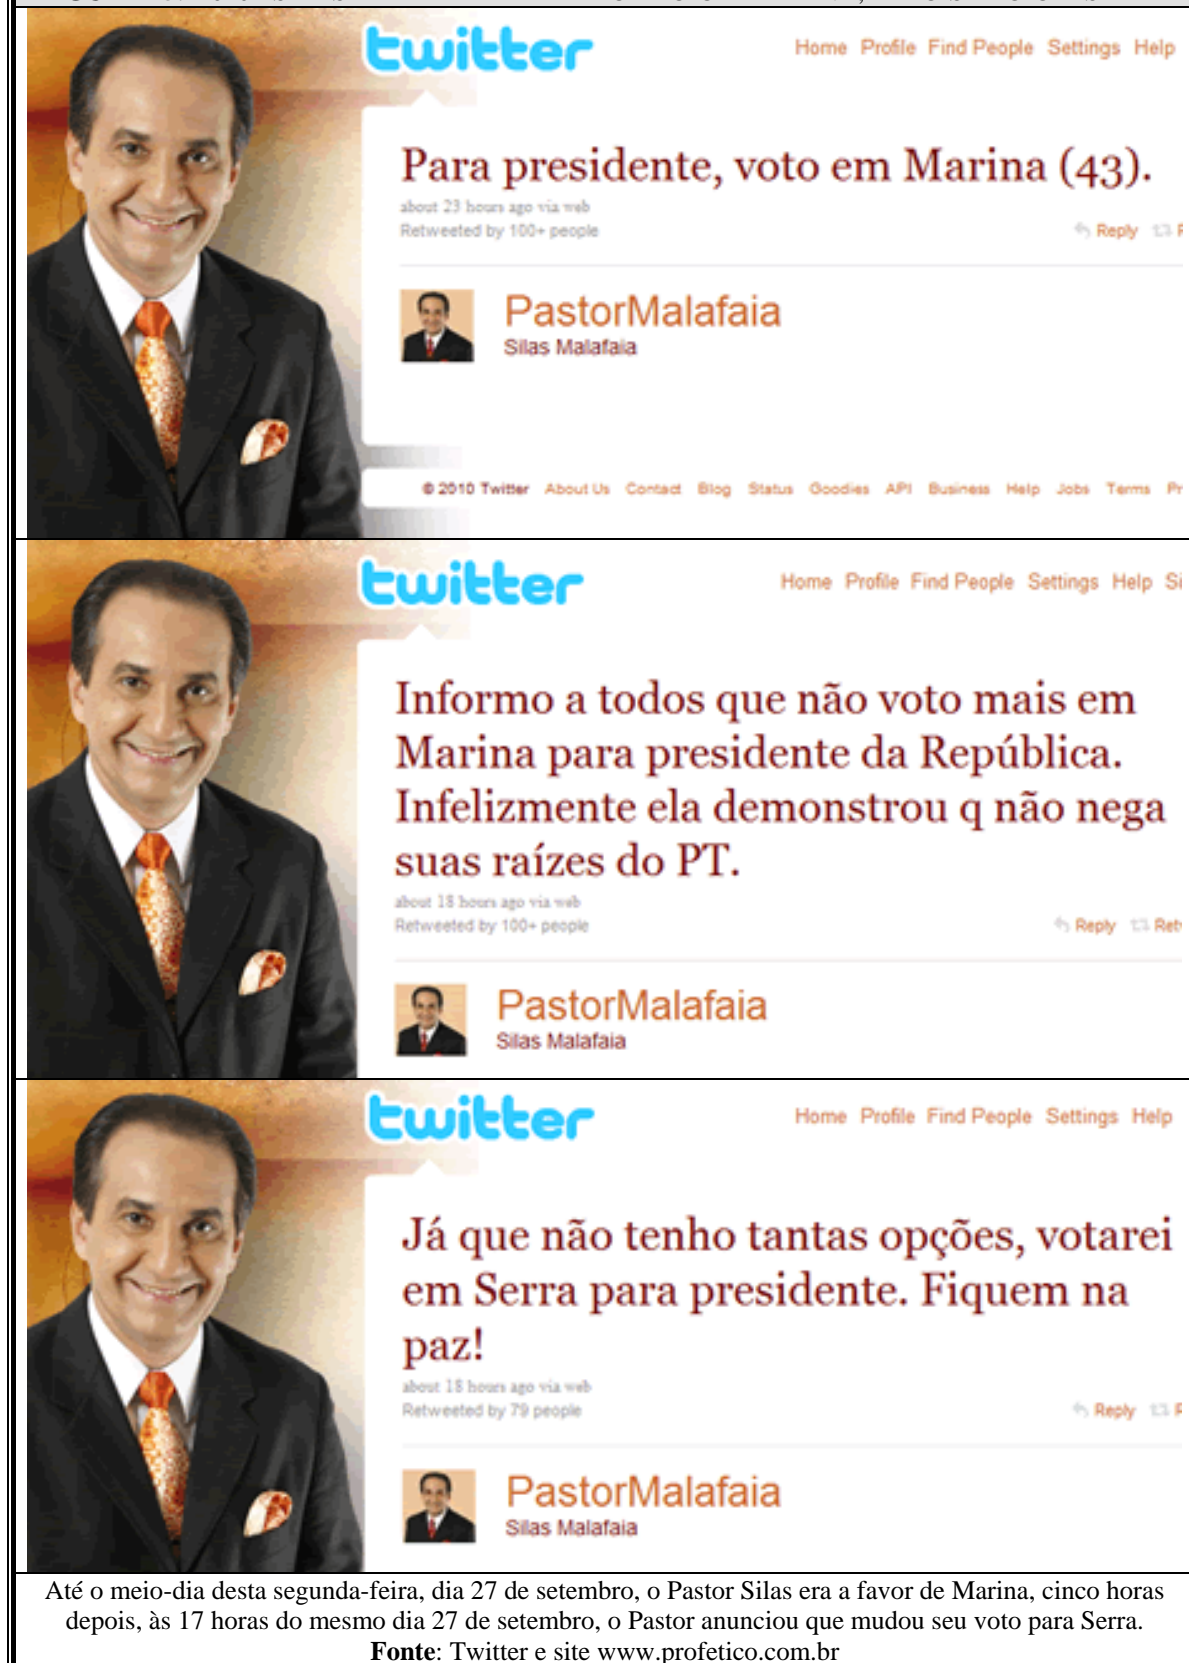 twitter
Home Profile Find People Settings Help
Para presidente, voto em Marina (43).
about 23 hours ago via web
Retweeted by 100+ people
Reply
PastorMalafaia
Silas Malafaia
© 2010 Twitter About Us Contact Blog Status Goodies API Business Help Jobs Terms Pr
twitter
Home Profile Find People Settings Help Si
Informo a todos que não voto mais em
Marina para presidente da República.
Infelizmente ela demonstrou q não nega
suas raízes do PT.
about 18 hours ago via web
Retweeted by 100+ people
Reply Ret
PastorMalafaia
Silas Malafaia
twitter
Home Profile Find People Settings Help
Já que não tenho tantas opções, votarei
em Serra para presidente. Fiquem na
paz!
about 18 hours ago via web
Retweeted by 79 people
Reply
PastorMalafaia
Silas Malafaia
Até o meio-dia desta segunda-feira, dia 27 de setembro, o Pastor Silas era a favor de Marina, cinco horas
depois, às 17 horas do mesmo dia 27 de setembro, o Pastor anunciou que mudou seu voto para Serra.
Fonte: Twitter e site www.profetico.com.br